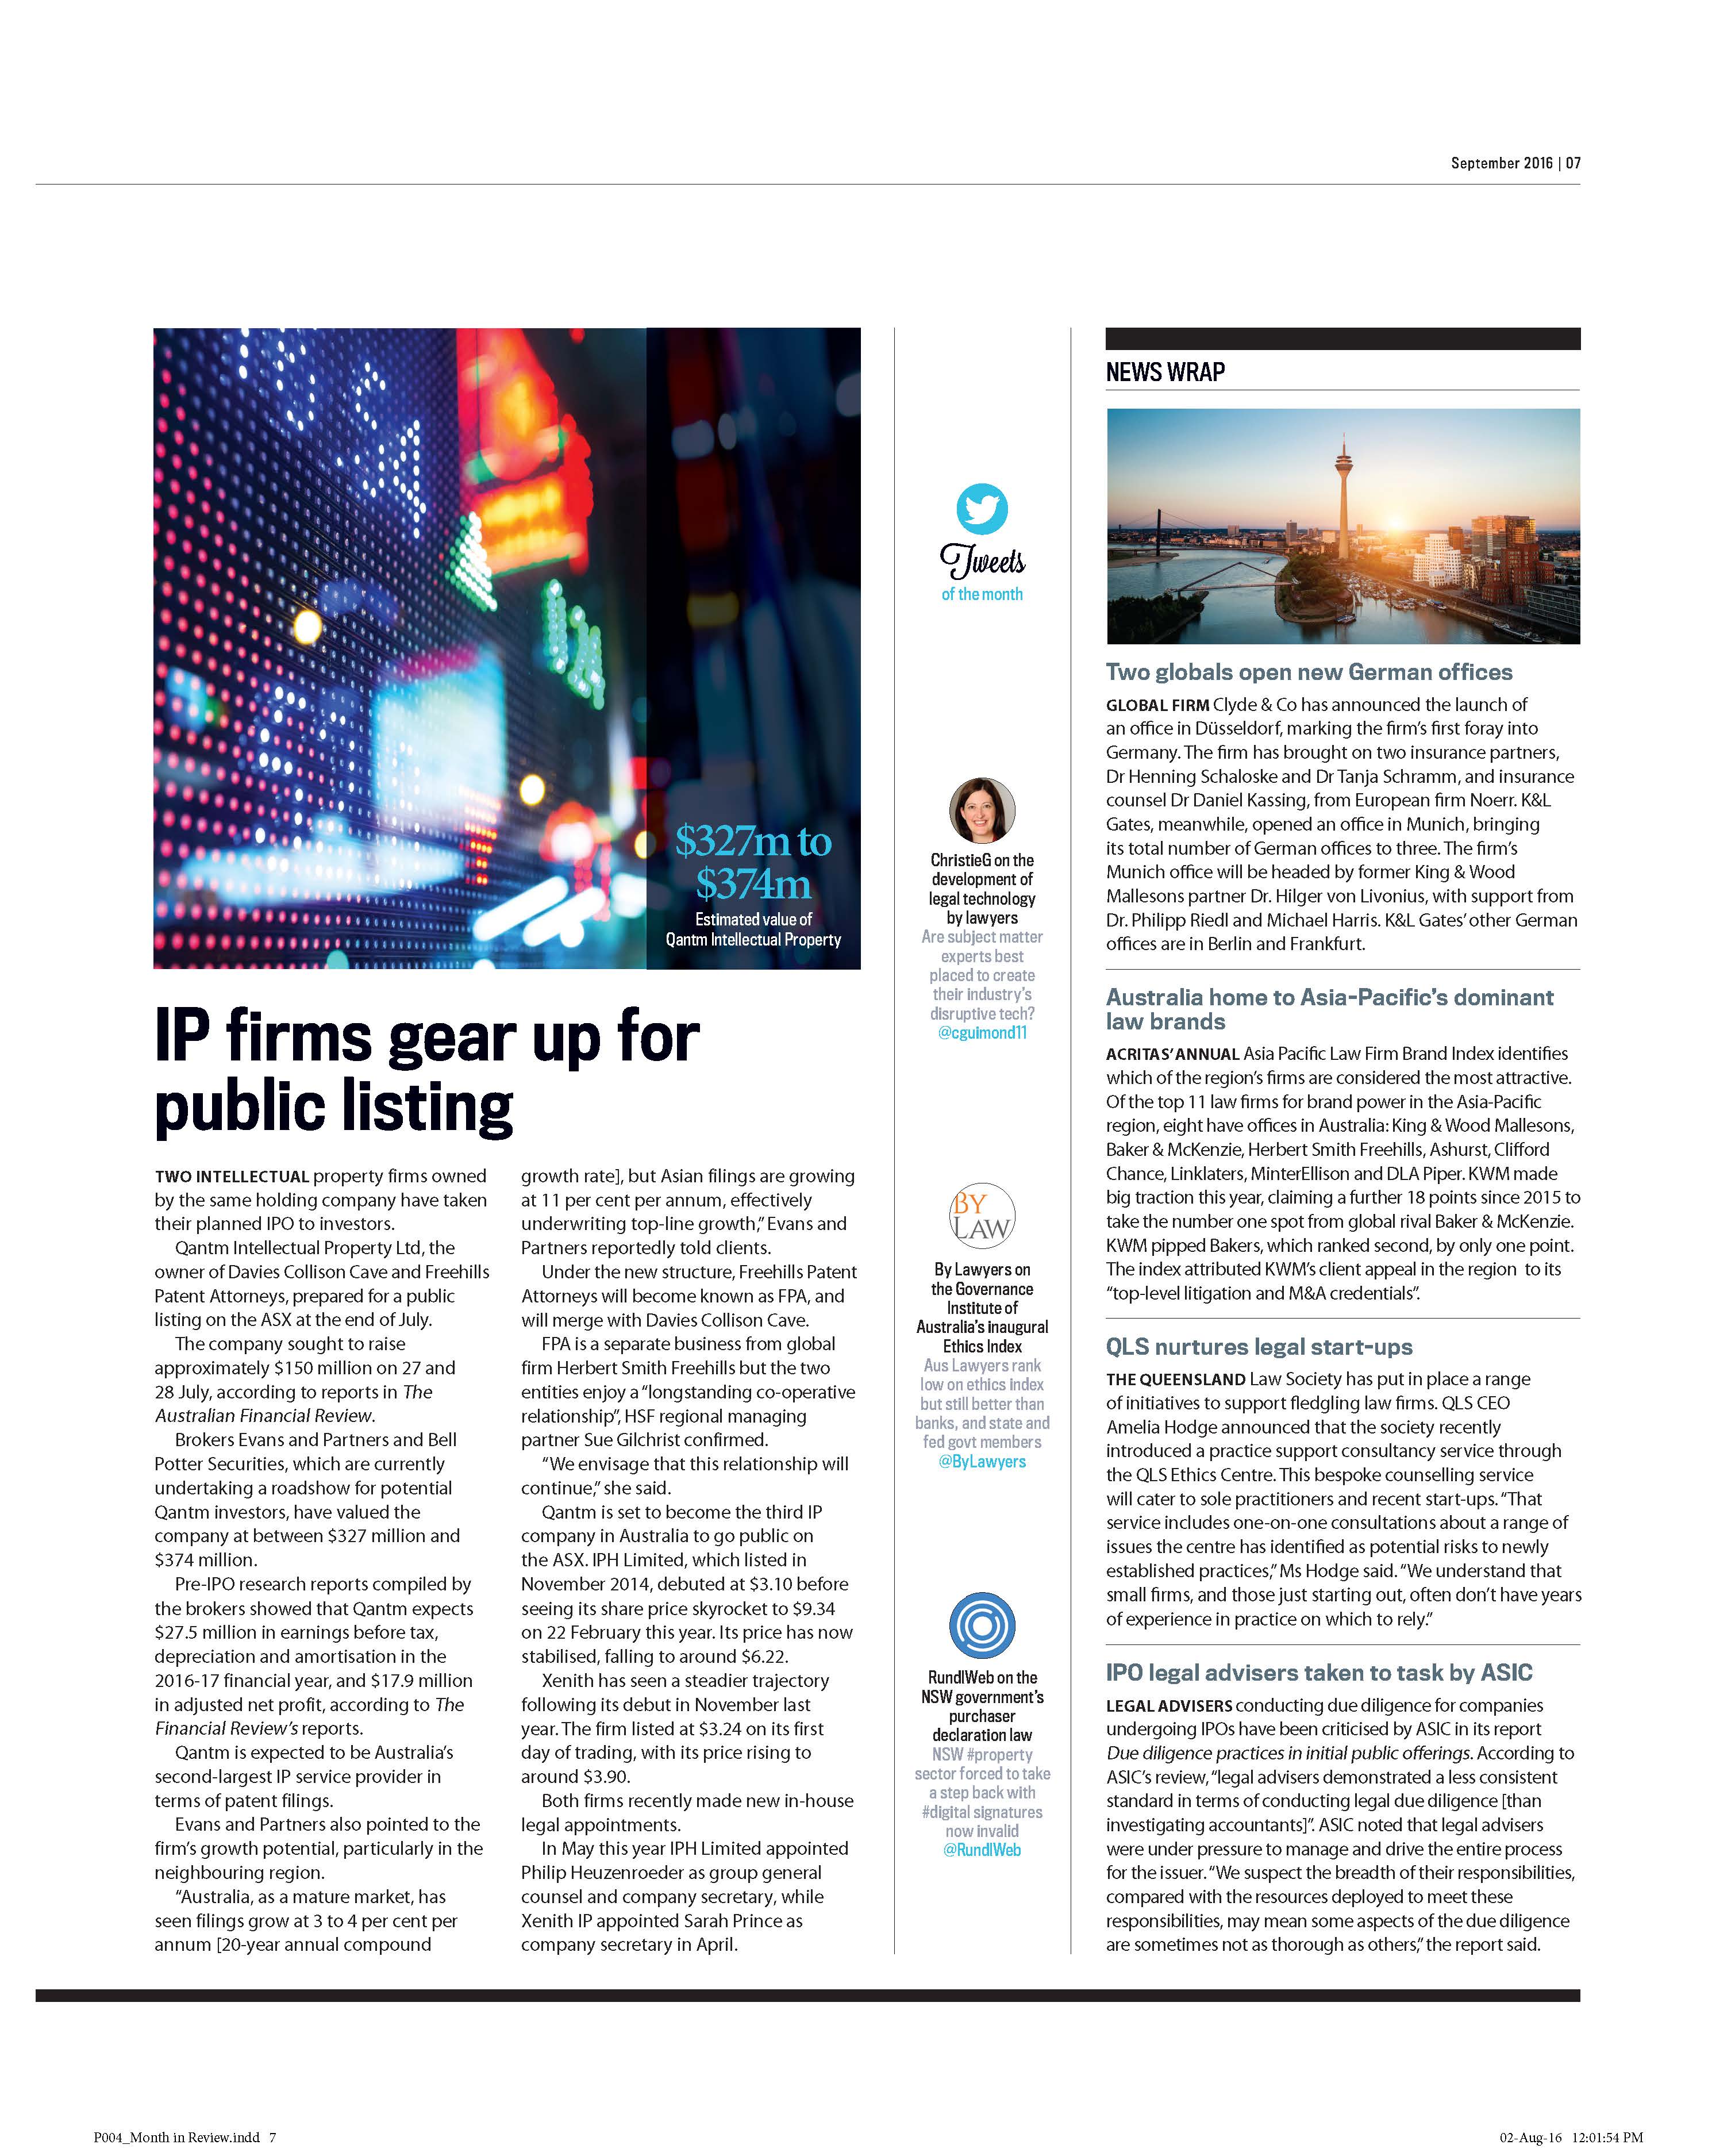 September 2016 | 07
$327m to
$374m
Estimated value of
Qantm Intellectual Property
IP firms gear up for
public listing
TWO INTELLECTUAL property firms owned
by the same holding company have taken
their planned IPO to investors.
Qantm Intellectual Property Ltd, the
owner of Davies Collison Cave and Freehills
Patent Attorneys, prepared for a public
listing on the ASX at the end of July.
The company sought to raise
approximately $150 million on 27 and
28 July, according to reports in The
Australian Financial Review.
Brokers Evans and Partners and Bell
Potter Securities, which are currently
undertaking a roadshow for potential
Qantm investors, have valued the
company at between $327 million and
$374 million.
Pre-IPO research reports compiled by
the brokers showed that Qantm expects
$27.5 million in earnings before tax,
depreciation and amortisation in the
2016-17 financial year, and $17.9 million
in adjusted net profit, according to The
Financial Review's reports.
Qantm is expected to be Australia's
second-largest IP service provider in
terms of patent filings.
Evans and Partners also pointed to the
firm's growth potential, particularly in the
neighbouring region.
"Australia, as a mature market, has
seen filings grow at 3 to 4 per cent per
annum [20-year annual compound
growth rate], but Asian filings are growing
at 11 per cent per annum, effectively
underwriting top-line growth," Evans and
Partners reportedly told clients.
Under the new structure, Freehills Patent
Attorneys will become known as FPA, and
will merge with Davies Collison Cave.
FPA is a separate business from global
firm Herbert Smith Freehills but the two
entities enjoy a "longstanding co-operative
relationship", HSF regional managing
partner Sue Gilchrist confirmed.
"We envisage that this relationship will
continue," she said.
Qantm is set to become the third IP
company in Australia to go public on
the ASX. IPH Limited, which listed in
November 2014, debuted at $3.10 before
seeing its share price skyrocket to $9.34
on 22 February this year. Its price has now
stabilised, falling to around $6.22.
Xenith has seen a steadier trajectory
following its debut in November last
year. The firm listed at $3.24 on its first
day of trading, with its price rising to
around $3.90.
Both firms recently made new in-house
legal appointments.
In May this year IPH Limited appointed
Philip Heuzenroeder as group general
counsel and company secretary, while
Xenith IP appointed Sarah Prince as
company secretary in April.
Tweets
of the month
ChristieG on the
development of
legal technology
by lawyers
Are subject matter
experts best
placed to create
their industry's
disruptive tech?
@cguimond11
BY
LAW
By Lawyers on
the Governance
Institute of
Australia's inaugural
Ethics Index
Aus Lawyers rank
low on ethics index
but still better than
banks, and state and
fed govt members
@ByLawyers
RundlWeb on the
NSW government's
purchaser
declaration law
NSW #property
sector forced to take
a step back with
#digital signatures
now invalid
@RundlWeb
NEWS WRAP
Two globals open new German offices
GLOBAL FIRM Clyde & Co has announced the launch of
an office in Düsseldorf, marking the firm's first foray into
Germany. The firm has brought on two insurance partners,
Dr Henning Schaloske and Dr Tanja Schramm, and insurance
counsel Dr Daniel Kassing, from European firm Noerr. K&L
Gates, meanwhile, opened an office in Munich, bringing
its total number of German offices to three. The firm's
Munich office will be headed by former King & Wood
Mallesons partner Dr. Hilger von Livonius, with support from
Dr. Philipp Riedl and Michael Harris. K&L Gates' other German
offices are in Berlin and Frankfurt.
Australia home to Asia-Pacific's dominant
law brands
ACRITAS' ANNUAL Asia Pacific Law Firm Brand Index identifies
which of the region's firms are considered the most attractive.
Of the top 11 law firms for brand power in the Asia-Pacific
region, eight have offices in Australia: King & Wood Mallesons,
Baker & McKenzie, Herbert Smith Freehills, Ashurst, Clifford
Chance, Linklaters, MinterEllison and DLA Piper. KWM made
big traction this year, claiming a further 18 points since 2015 to
take the number one spot from global rival Baker & McKenzie.
KWM pipped Bakers, which ranked second, by only one point.
The index attributed KWM's client appeal in the region to its
"top-level litigation and M&A credentials".
QLS nurtures legal start-ups
THE QUEENSLAND Law Society has put in place a range
of initiatives to support fledgling law firms. QLS CEO
Amelia Hodge announced that the society recently
introduced a practice support consultancy service through
the QLS Ethics Centre. This bespoke counselling service
will cater to sole practitioners and recent start-ups. "That
service includes one-on-one consultations about a range of
issues the centre has identified as potential risks to newly
established practices," Ms Hodge said. "We understand that
small firms, and those just starting out, often don't have years
of experience in practice on which to rely."
IPO legal advisers taken to task by ASIC
LEGAL ADVISERS conducting due diligence for companies
undergoing IPOs have been criticised by ASIC in its report
Due diligence practices in initial public offerings. According to
ASIC's review, "legal advisers demonstrated a less consistent
standard in terms of conducting legal due diligence [than
investigating accountants]". ASIC noted that legal advisers
were under pressure to manage and drive the entire process
for the issuer. "We suspect the breadth of their responsibilities,
compared with the resources deployed to meet these
responsibilities, may mean some aspects of the due diligence
are sometimes not as thorough as others," the report said.
P004_Month in Review.indd 7
02-Aug-16 12:01:54 PM